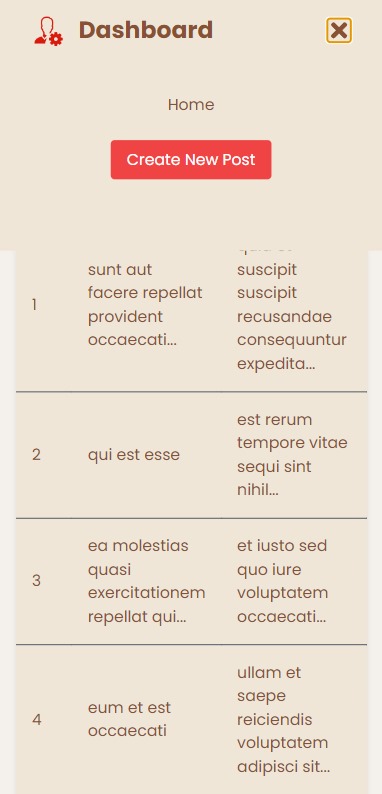 Dashboard
Home
Create New Post
1
sunt aut
facere repellat
provident
occaecati...
suscipit
suscipit
recusandae
consequuntur
expedita...
2
qui est esse
est rerum
tempore vitae
sequi sint
nihil...
3
ea molestias
quasi
exercitationem
repellat qui...
et iusto sed
quo iure
voluptatem
occaecati...
4
eum et est
occaecati
ullam et
saepe
reiciendis
voluptatem
adipisci sit...